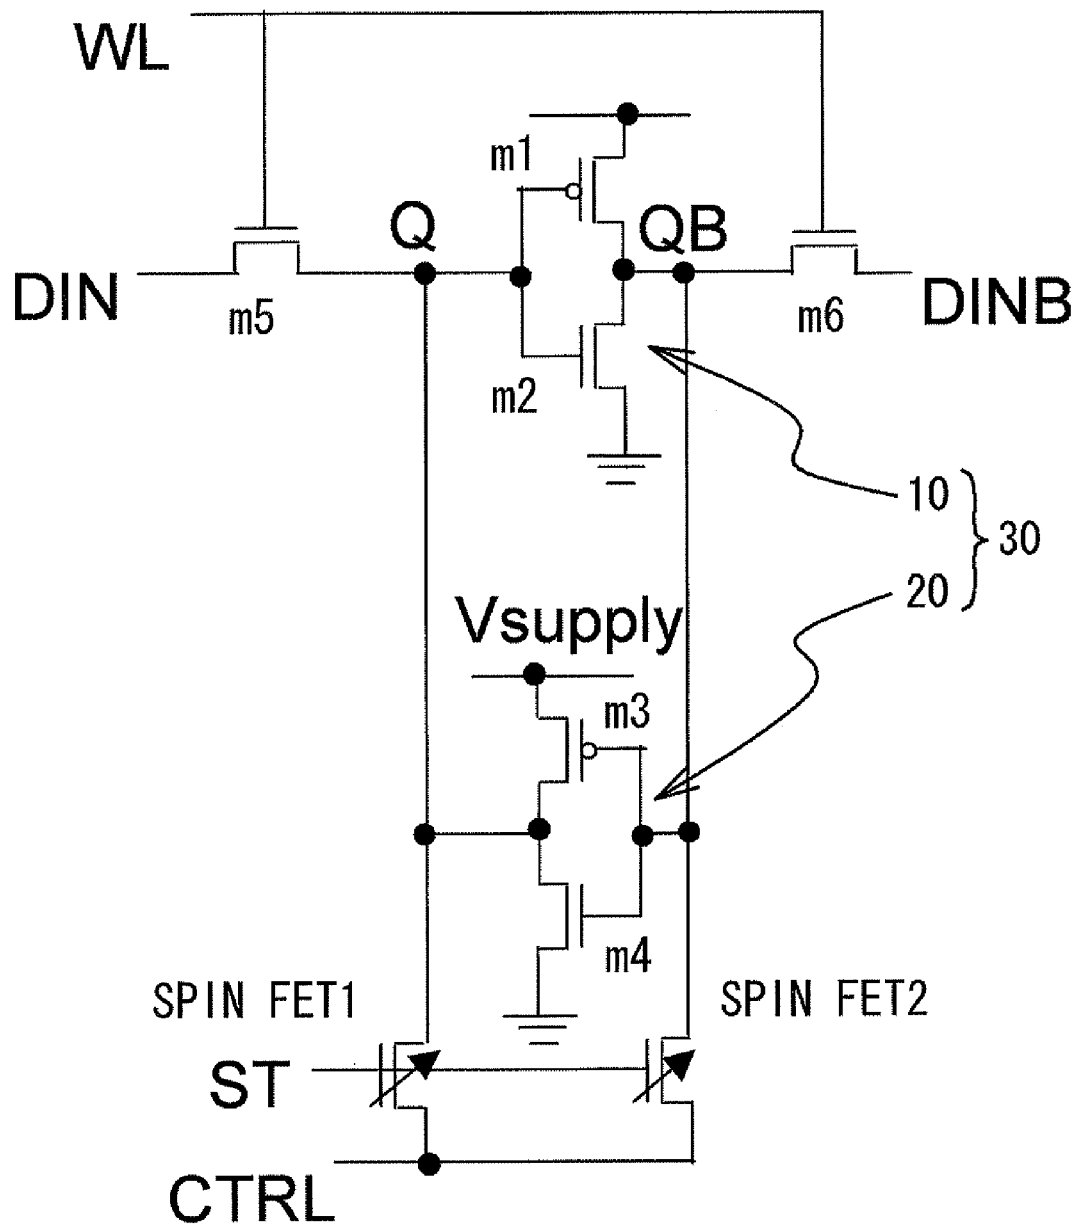 WL
m1
Q
QB
DIN
m5
m6
DINB
m2
10
30
20
Vsupply
m3
m4
SPIN FET1
SPIN FET2
ST
CTRL